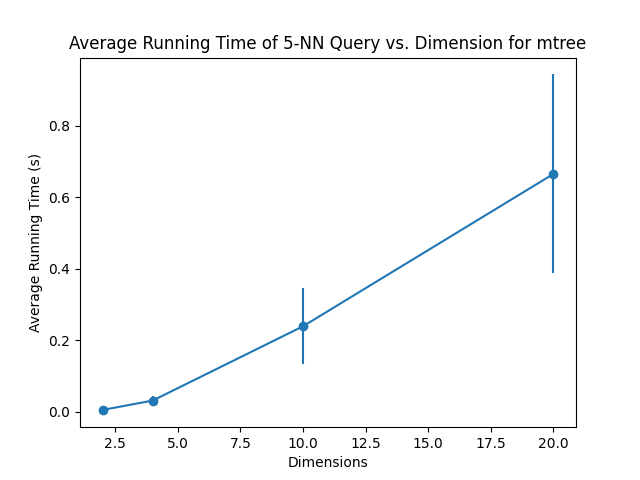 Average Running Time of 5-NN Query vs. Dimension for mtree
Average Running Time (s)
0.8
0.6
0.4
0.2
0.0
2.5 5.0 7.5 10.0 12.5 15.0 17.5 20.0
Dimensions